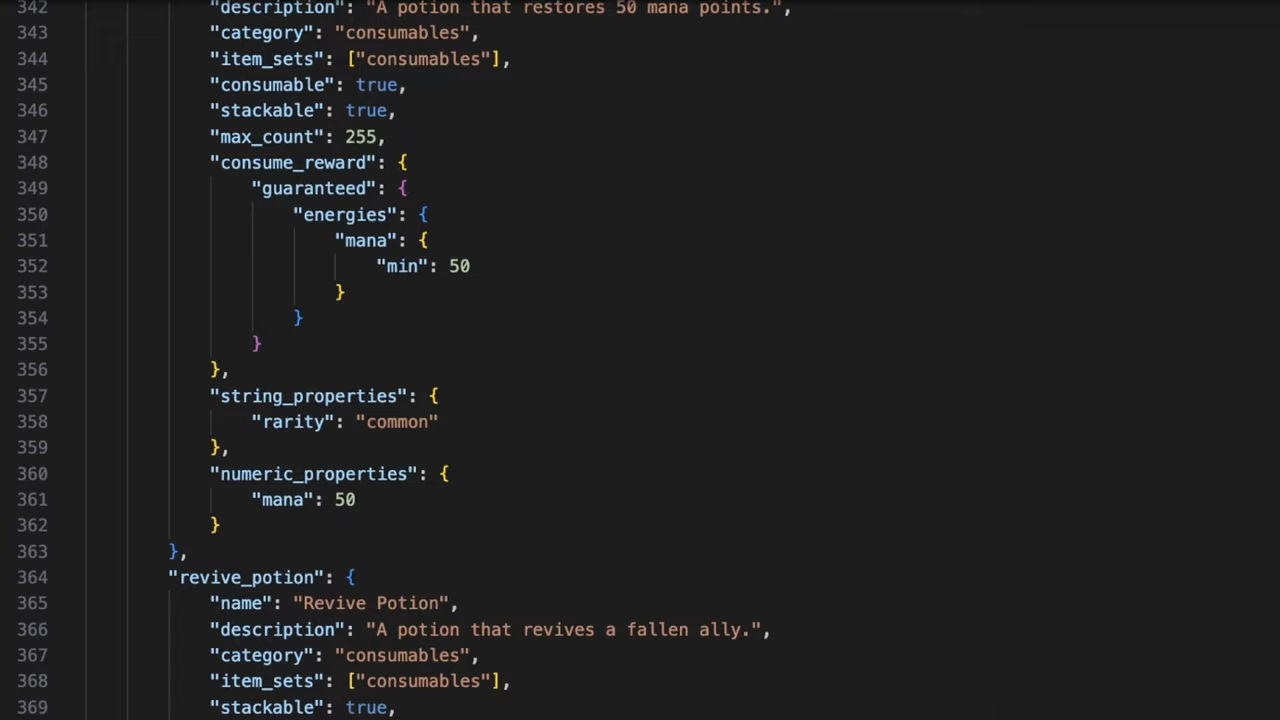 342 "description": "A potion that restores 50 mana points.",
343 "category": "consumables",
344 "item_sets": ["consumables"],
345 "consumable": true,
346 "stackable": true,
347 "max_count": 255,
348 "consume_reward": {
349 "guaranteed": {
350 "energies": {
351 "mana": {
352 "min": 50
353 }
354 }
355 }
356 },
357 "string_properties": {
358 "rarity": "common"
359 },
360 "numeric_properties": {
361 "mana": 50
362 }
363 },
364 "revive_potion": {
365 "name": "Revive Potion",
366 "description": "A potion that revives a fallen ally.",
367 "category": "consumables",
368 "item_sets": ["consumables"],
369 "stackable": true,